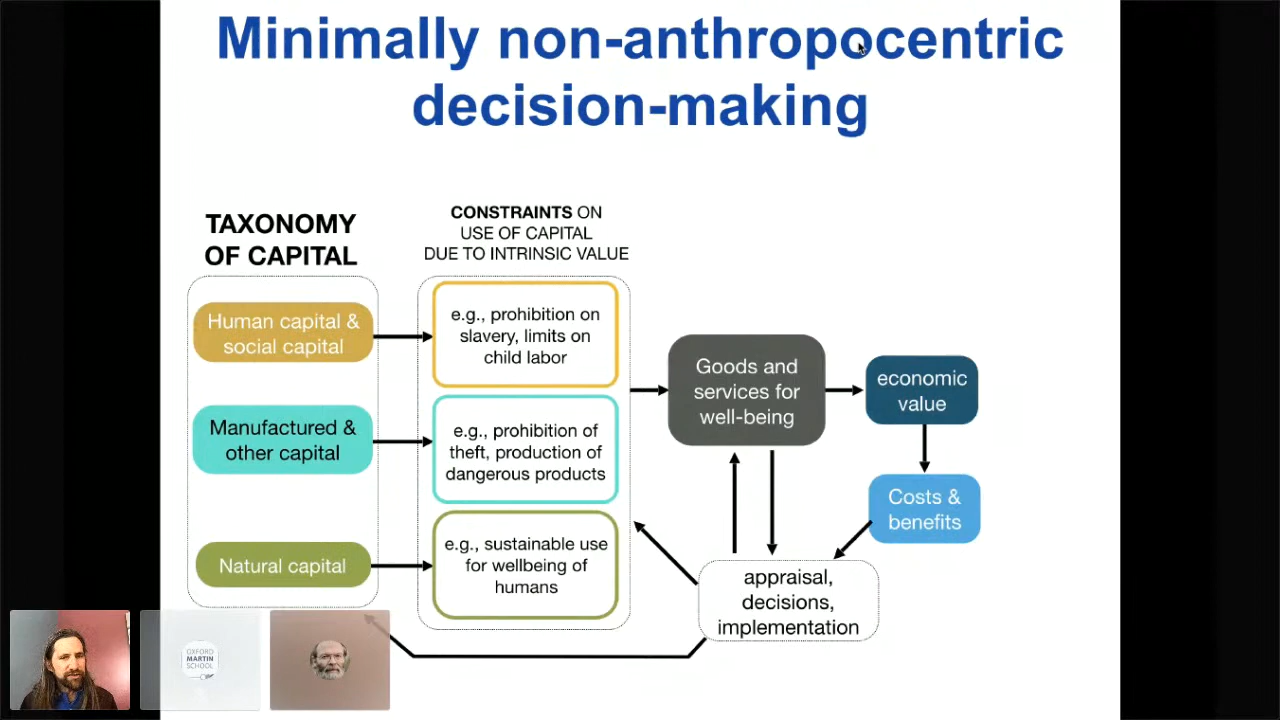 Minimally non-anthropocentric
decision-making
TAXONOMY
OF CAPITAL
CONSTRAINTS ON
USE OF CAPITAL
DUE TO INTRINSIC VALUE
Human capital &
social capital
e.g., prohibition on
slavery, limits on
child labor
Manufactured &
other capital
e.g., prohibition of
theft, production of
dangerous products
Natural capital
e.g., sustainable use
for wellbeing of
humans
Goods and
services for
well-being
economic
value
Costs &
benefits
appraisal,
decisions,
implementation
OXFORD
MARTIN
SCHOOL